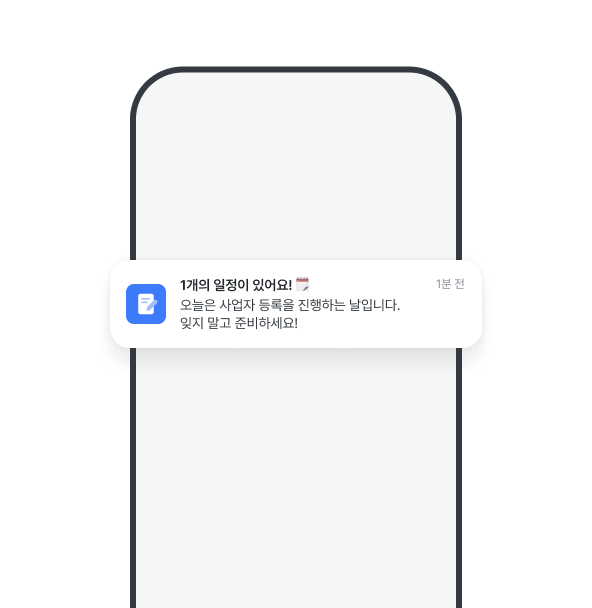 1개의 일정이 있어요! 🗓️
1분 전
오늘은 사업자 등록을 진행하는 날입니다.
잊지 말고 준비하세요!